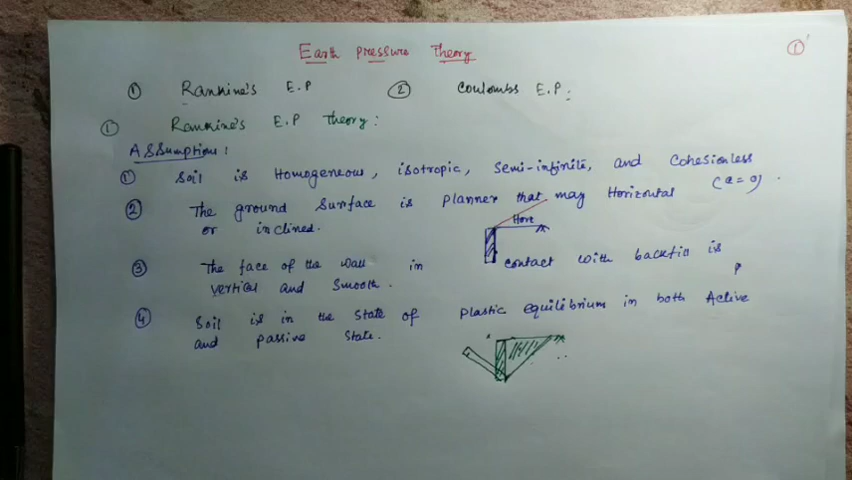 Earth Pressure Theory
①
① Rankine's E.P ② Coulombs E.P:
① Rankine's E.P Theory:
Assumptions:
① Soil is Homogeneous, isotropic, semi-infinite, and Cohesionless
(c=0)
② The ground surface is planner that may Horizontal
or inclined.
Hori
③ The face of the wall in contact with backfill is
vertical and smooth.
P
④ Soil is in the State of Plastic equilibrium in both Active
and passive state.